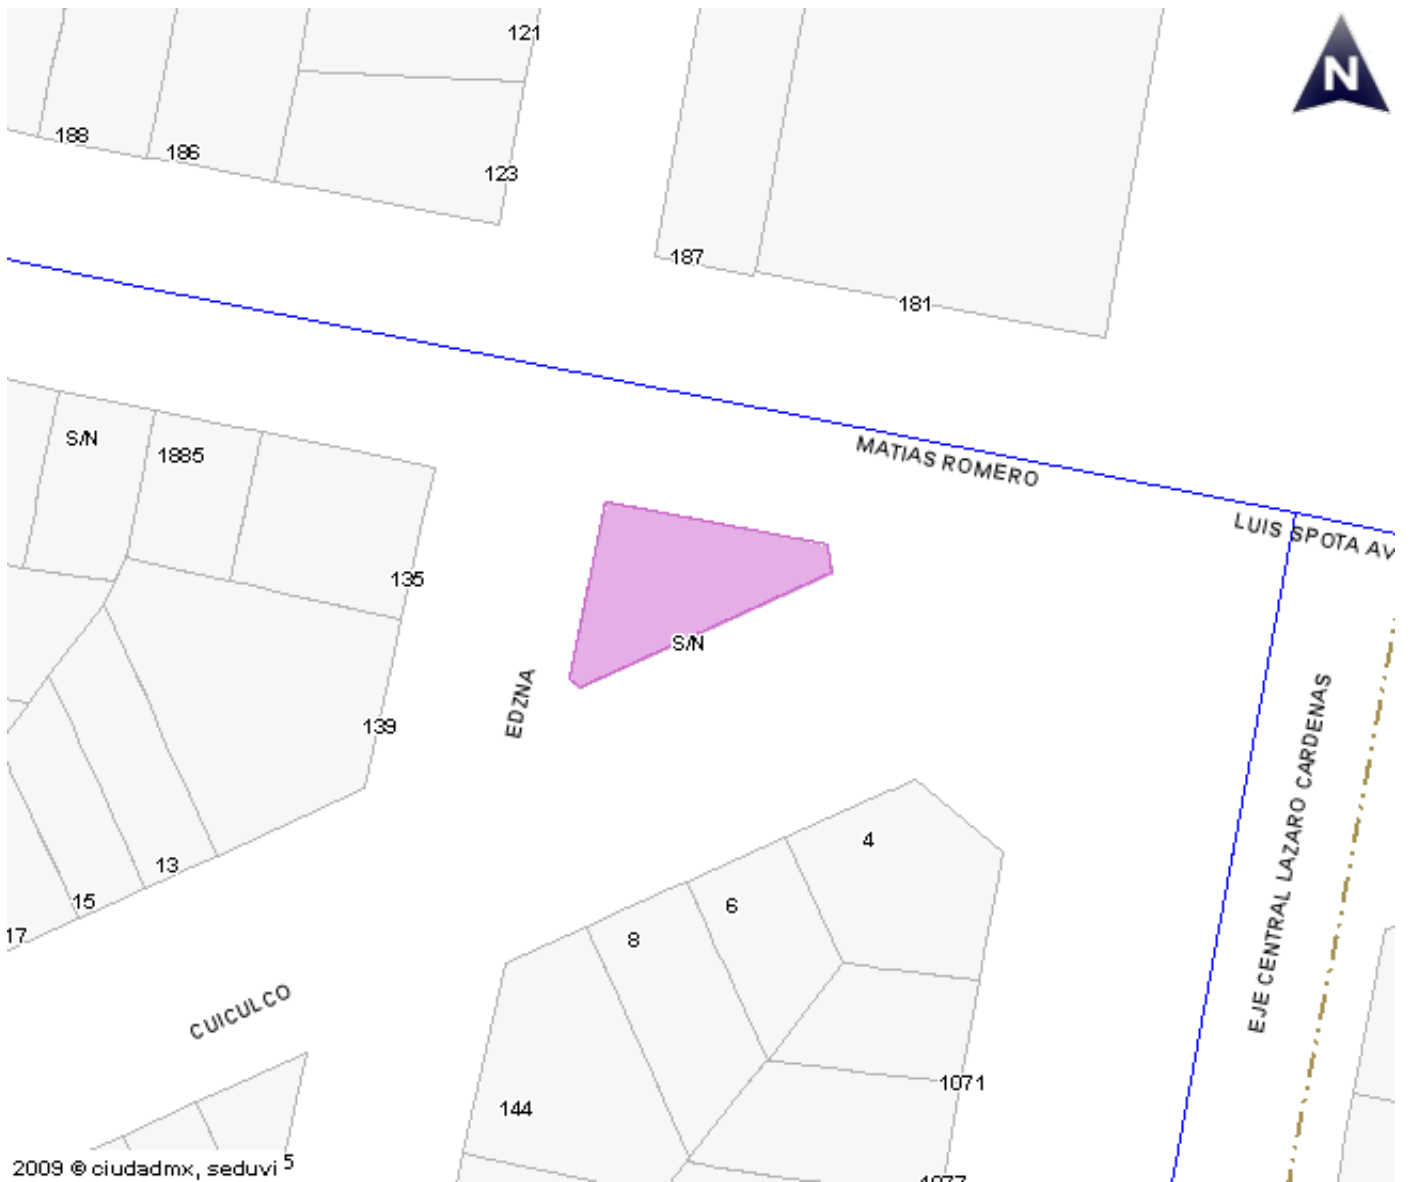 121
N
188
186
123
187
181
S/N
1885
MATIAS ROMERO
LUIS SPOTA AV
135
S/N
EDZNA
139
EJE CENTRAL LAZARO CARDENAS
4
13
15
6
17
8
CUICULCO
1071
144
5
2009 © ciudadmx, seduvi